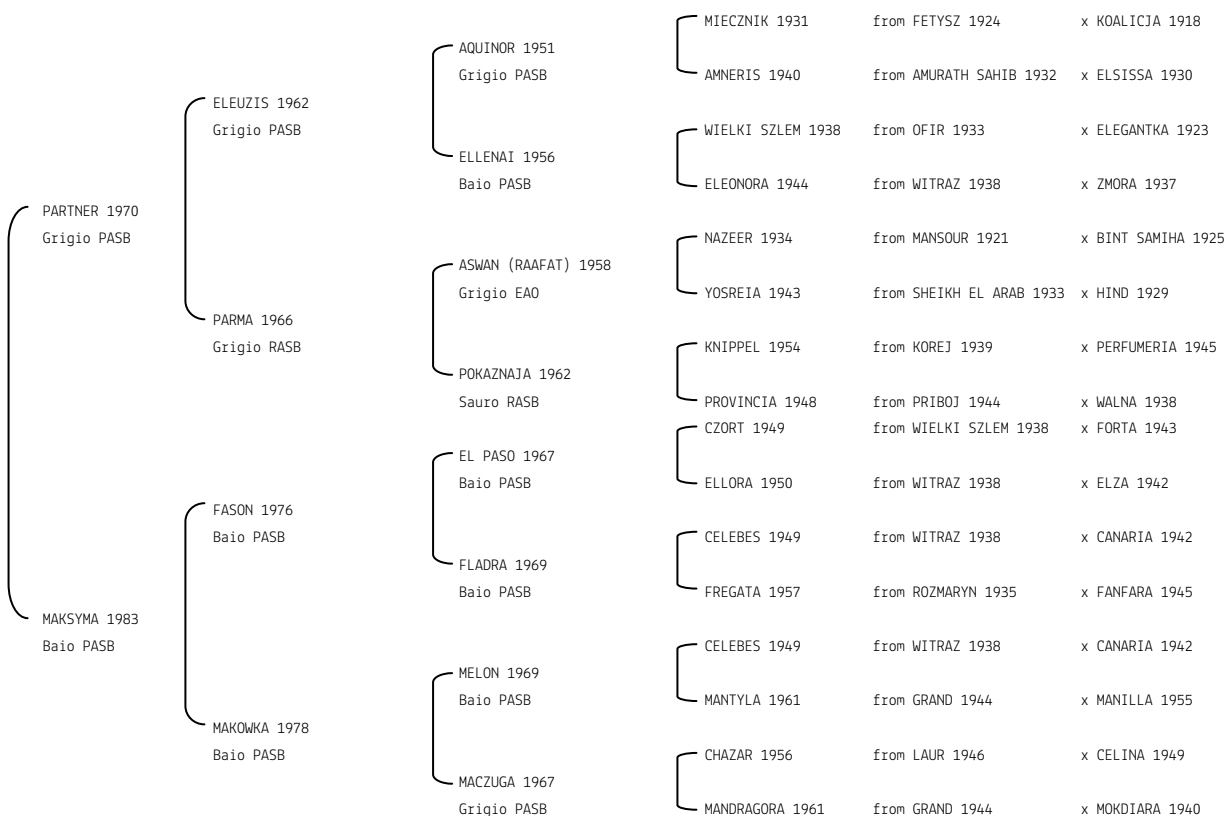 MIECZNIK 1931 from FETYSZ 1924 x KOALICJA 1918
AQUINOR 1951
Grigio PASB
AMNERIS 1940 from AMURATH SAHIB 1932 x ELSISSA 1930
ELEUZIS 1962
Grigio PASB
WIELKI SZLEM 1938 from OFIR 1933 x ELEGANTKA 1923
ELLENAI 1956
Baio PASB
ELEONORA 1944 from WITRAZ 1938 x ZMORA 1937
PARTNER 1970
Grigio PASB
NAZEER 1934 from MANSOUR 1921 x BINT SAMIHA 1925
ASWAN (RAAFAT) 1958
Grigio EAO
YOSREIA 1943 from SHEIKH EL ARAB 1933 x HIND 1929
PARMA 1966
Grigio RASB
KNIPPEL 1954 from KOREJ 1939 x PERFUMERIA 1945
POKAZNAJA 1962
Sauro RASB
PROVINCIA 1948 from PRIBOJ 1944 x WALNA 1938
CZORT 1949 from WIELKI SZLEM 1938 x FORTA 1943
EL PASO 1967
Baio PASB
ELLORA 1950 from WITRAZ 1938 x ELZA 1942
FASON 1976
Baio PASB
CELEBES 1949 from WITRAZ 1938 x CANARIA 1942
FLADRA 1969
Baio PASB
FREGATA 1957 from ROZMARYN 1935 x FANFARA 1945
MAKSYMA 1983
Baio PASB
CELEBES 1949 from WITRAZ 1938 x CANARIA 1942
MELON 1969
Baio PASB
MANTYLA 1961 from GRAND 1944 x MANILLA 1955
MAKOWKA 1978
Baio PASB
CHAZAR 1956 from LAUR 1946 x CELINA 1949
MACZUGA 1967
Grigio PASB
MANDRAGORA 1961 from GRAND 1944 x MOKDIARA 1940